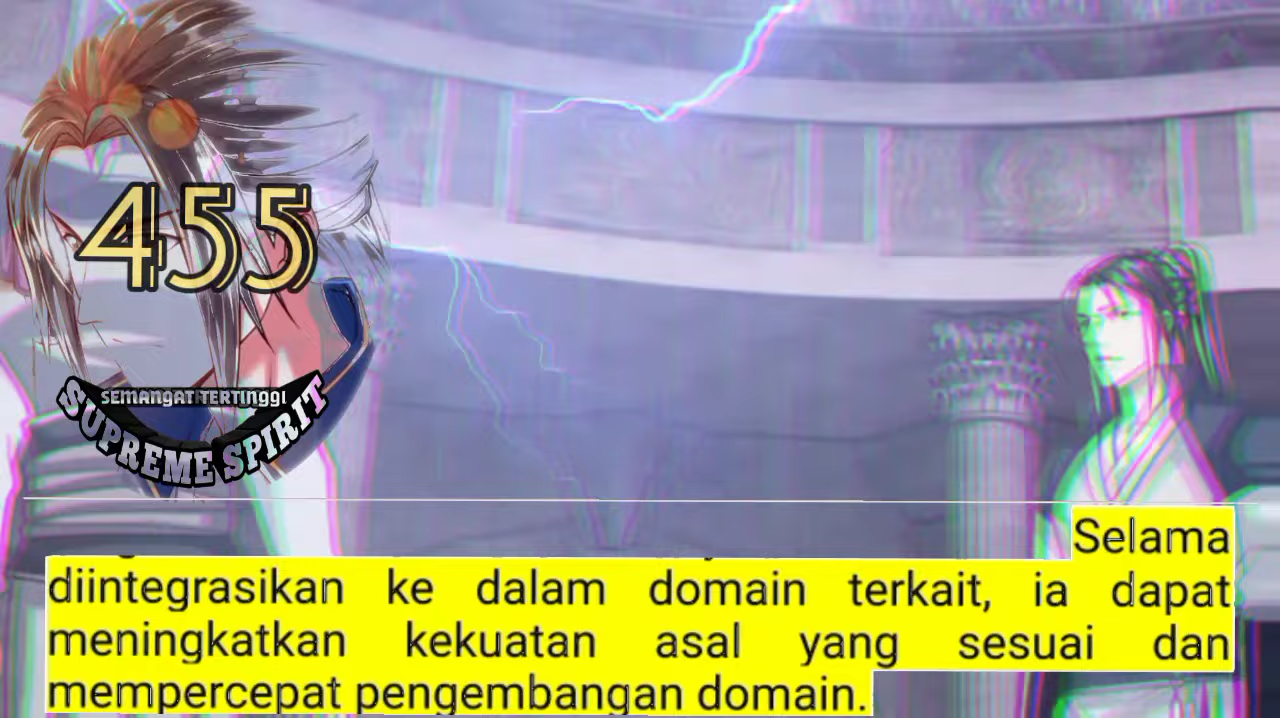 455
SEMANGAT TERTINGGI
SUPREME SPIRIT
Selama
diintegrasikan ke dalam domain terkait, ia dapat
meningkatkan kekuatan asal yang sesuai dan
mempercepat pengembangan domain.